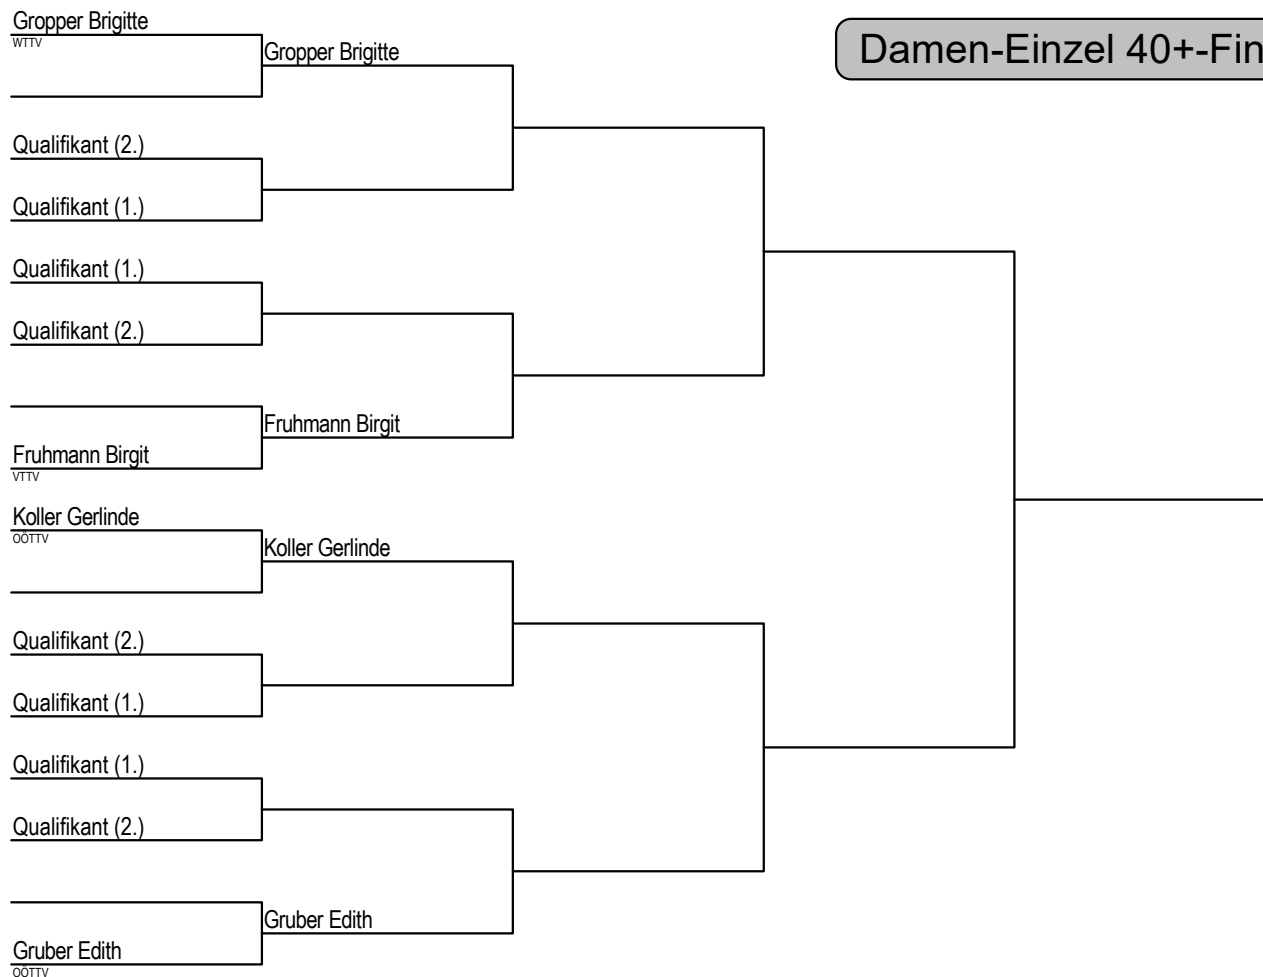 Gropper Brigitte
WTTV
Gropper Brigitte
Damen-Einzel 40+-Fin
Qualifikant (2.)
Qualifikant (1.)
Qualifikant (1.)
Qualifikant (2.)
Fruhmann Birgit
Fruhmann Birgit
VTTV
Koller Gerlinde
OÖTTV
Koller Gerlinde
Qualifikant (2.)
Qualifikant (1.)
Qualifikant (1.)
Qualifikant (2.)
Gruber Edith
Gruber Edith
OÖTTV